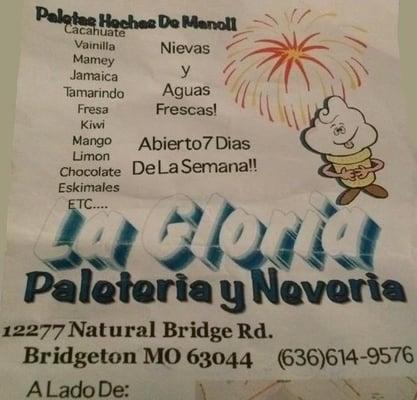 Paletas Hechas De Mano!!
Cacahuate
Vainilla
Mamey
Jamaica
Tamarindo
Fresa
Kiwi
Mango
Limon
Chocolate
Eskimales
ETC....
Nievas
y
Aguas
Frescas!
Abierto 7 Dias
De La Semana!!
La Gloria
Paleteria y Neveria
12277 Natural Bridge Rd.
Bridgeton MO 63044 (636)614-9576
A Lado De: